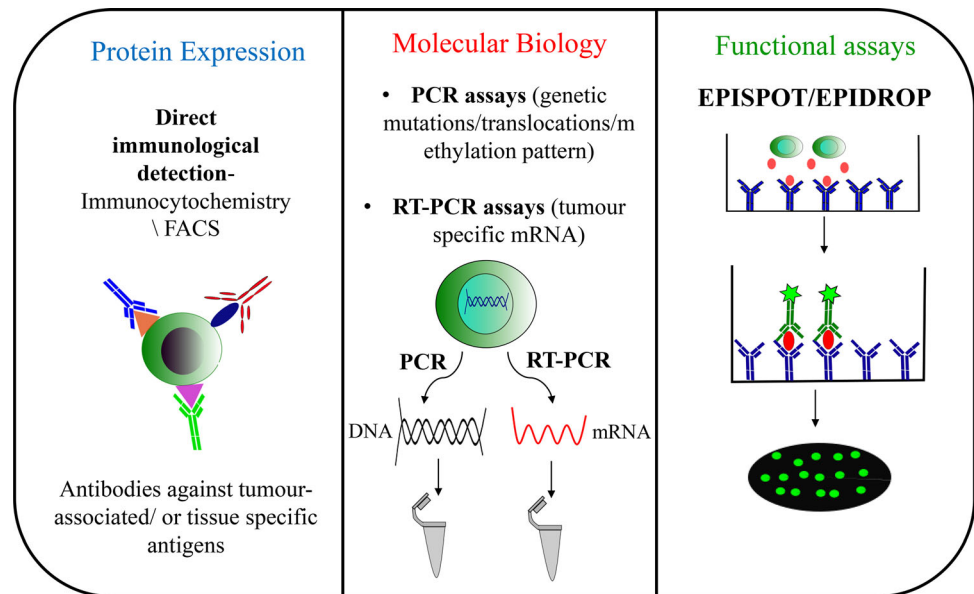 Protein Expression
Direct
immunological
detection-
Immunocytochemistry
\ FACS
Antibodies against tumour-
associated/ or tissue specific
antigens
Molecular Biology
• PCR assays (genetic
mutations/translocations/m
ethylation pattern)
• RT-PCR assays (tumour
specific mRNA)
PCR
RT-PCR
DNA
mRNA
Functional assays
EPISPOT/EPIDROP